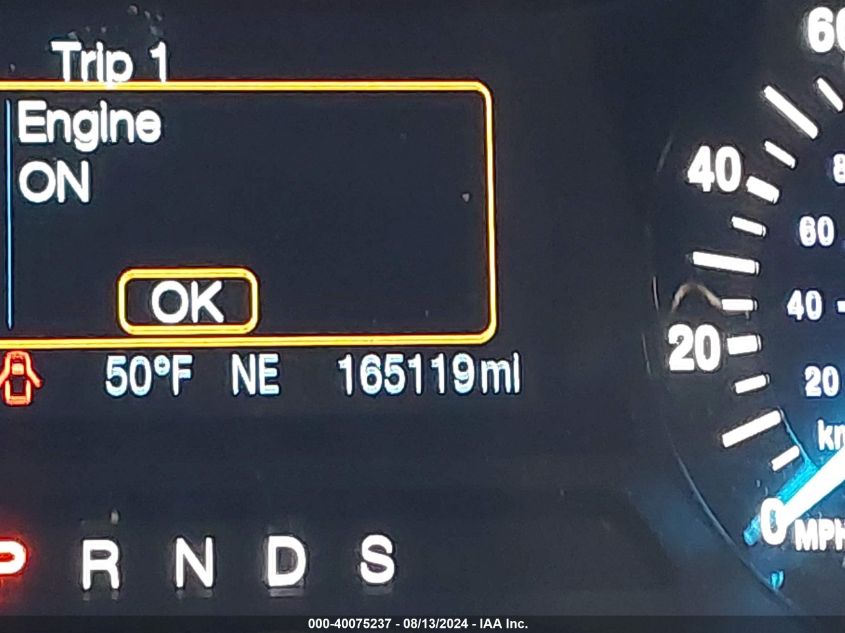 Trip 1
Engine
ON
OK
50°F NE 165119mi
P R N D S
60
40
20
0 MPH
60
40
20
000-40075237 - 08/13/2024 - IAA Inc.